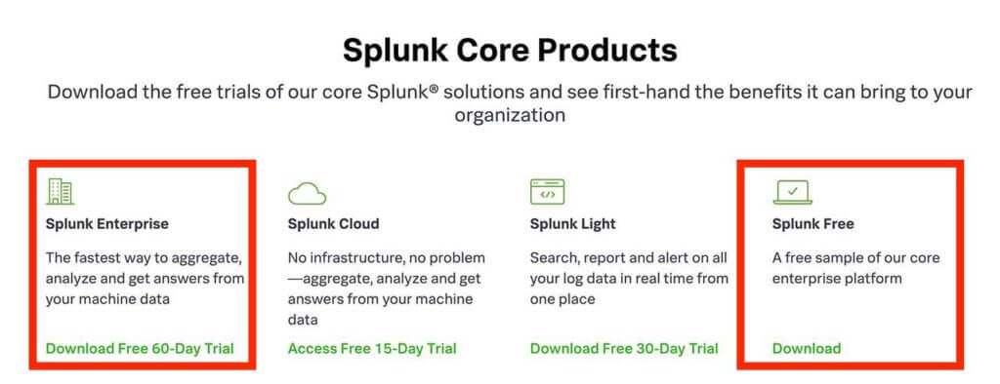 Splunk Core Products
Download the free trials of our core Splunk® solutions and see first-hand the benefits it can bring to your
organization
Splunk Enterprise
The fastest way to aggregate,
analyze and get answers from
your machine data
Download Free 60-Day Trial
Splunk Cloud
No infrastructure, no problem
—aggregate, analyze and get
answers from your machine
data
Access Free 15-Day Trial
</>
Splunk Light
Search, report and alert on all
your log data in real time from
one place
Download Free 30-Day Trial
Splunk Free
A free sample of our core
enterprise platform
Download